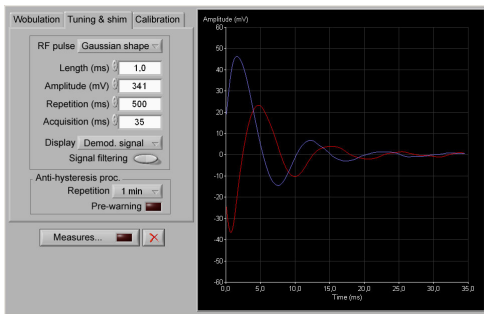 Wobulation Tuning & shim Calibration
RF pulse Gaussian shape
Length (ms) 1,0
Amplitude (mV) 341
Repetition (ms) 500
Acquisition (ms) 35
Display Demod. signal
Signal filtering
Anti-hysteresis proc.
Repetition 1 min
Pre-warning
Measures...
Amplitude (mV)
60
50
40
30
20
10
0
-10
-20
-30
-40
-50
-60
0,0 5,0 10,0 15,0 20,0 25,0 30,0 35,0
Time (ms)